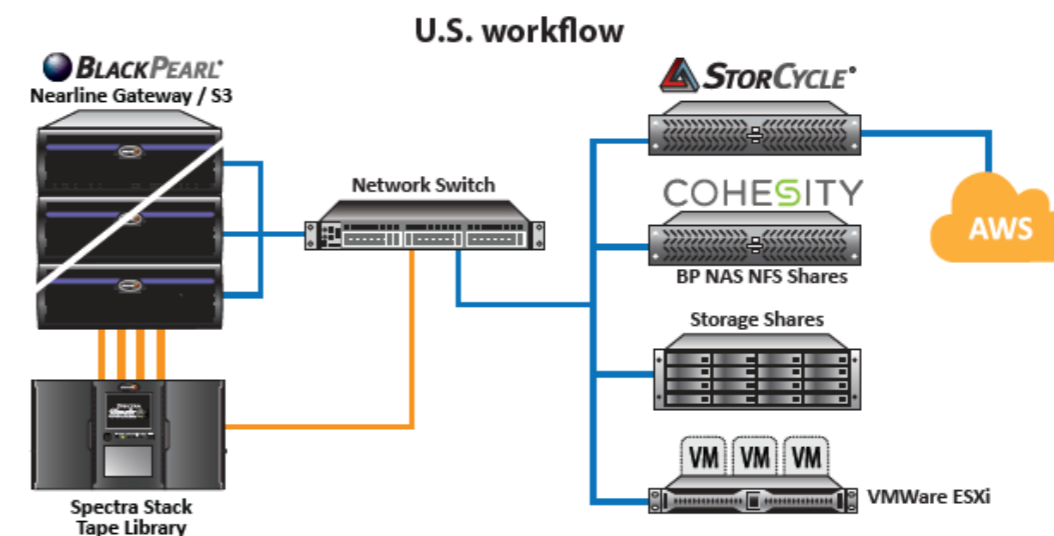 U.S. workflow
BLACKPEARL®
Nearline Gateway / S3
STORCYCLE®
Network Switch
COHESITY
AWS
BP NAS NFS Shares
Storage Shares
VM VM VM
VMWare ESXi
Spectra Stack
Tape Library